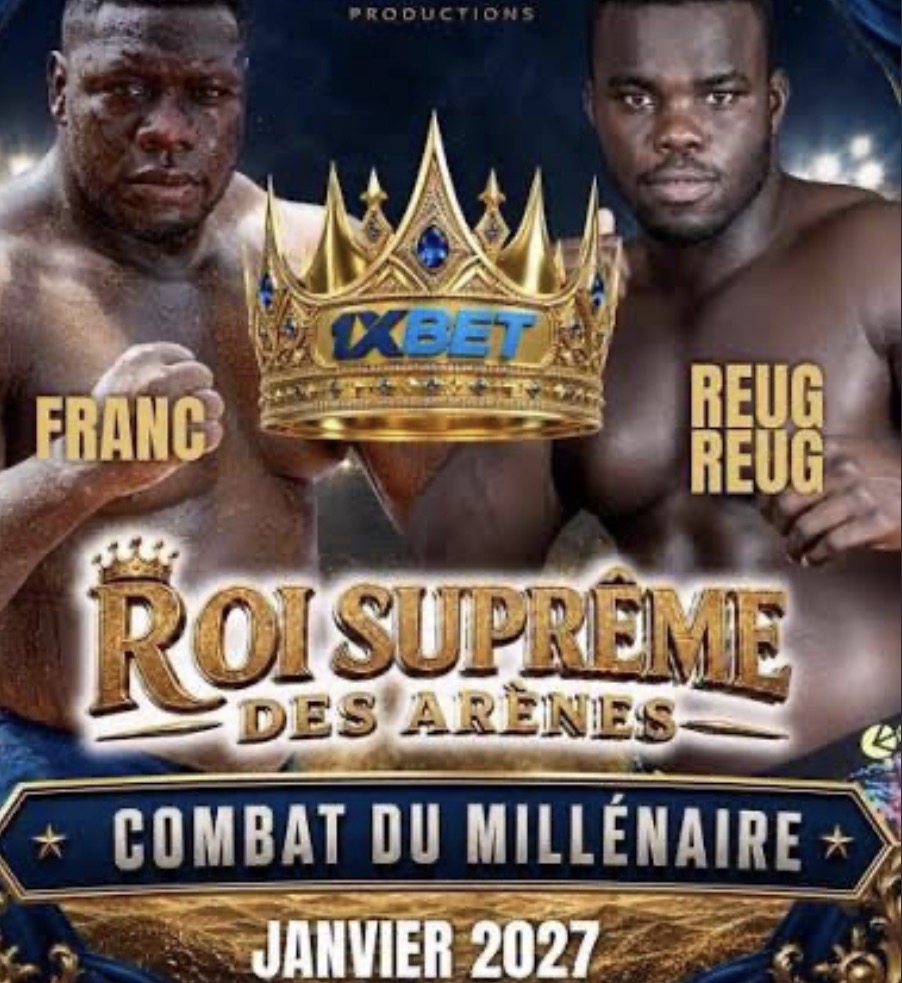 PRODUCTIONS
1XBET
FRANC
REUG
REUG
ROI SUPRÊME
DES ARÈNES
COMBAT DU MILLÉNAIRE
JANVIER 2027